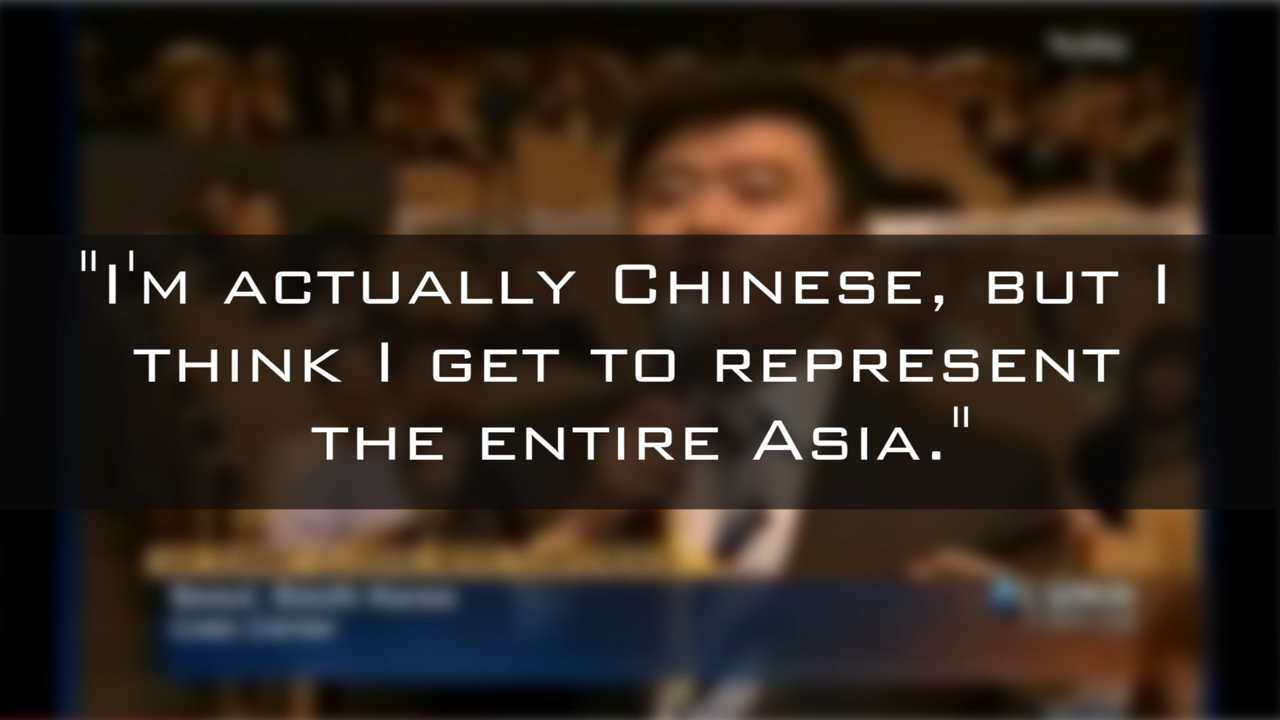 "I'm actually Chinese, but I
think I get to represent
the entire Asia."